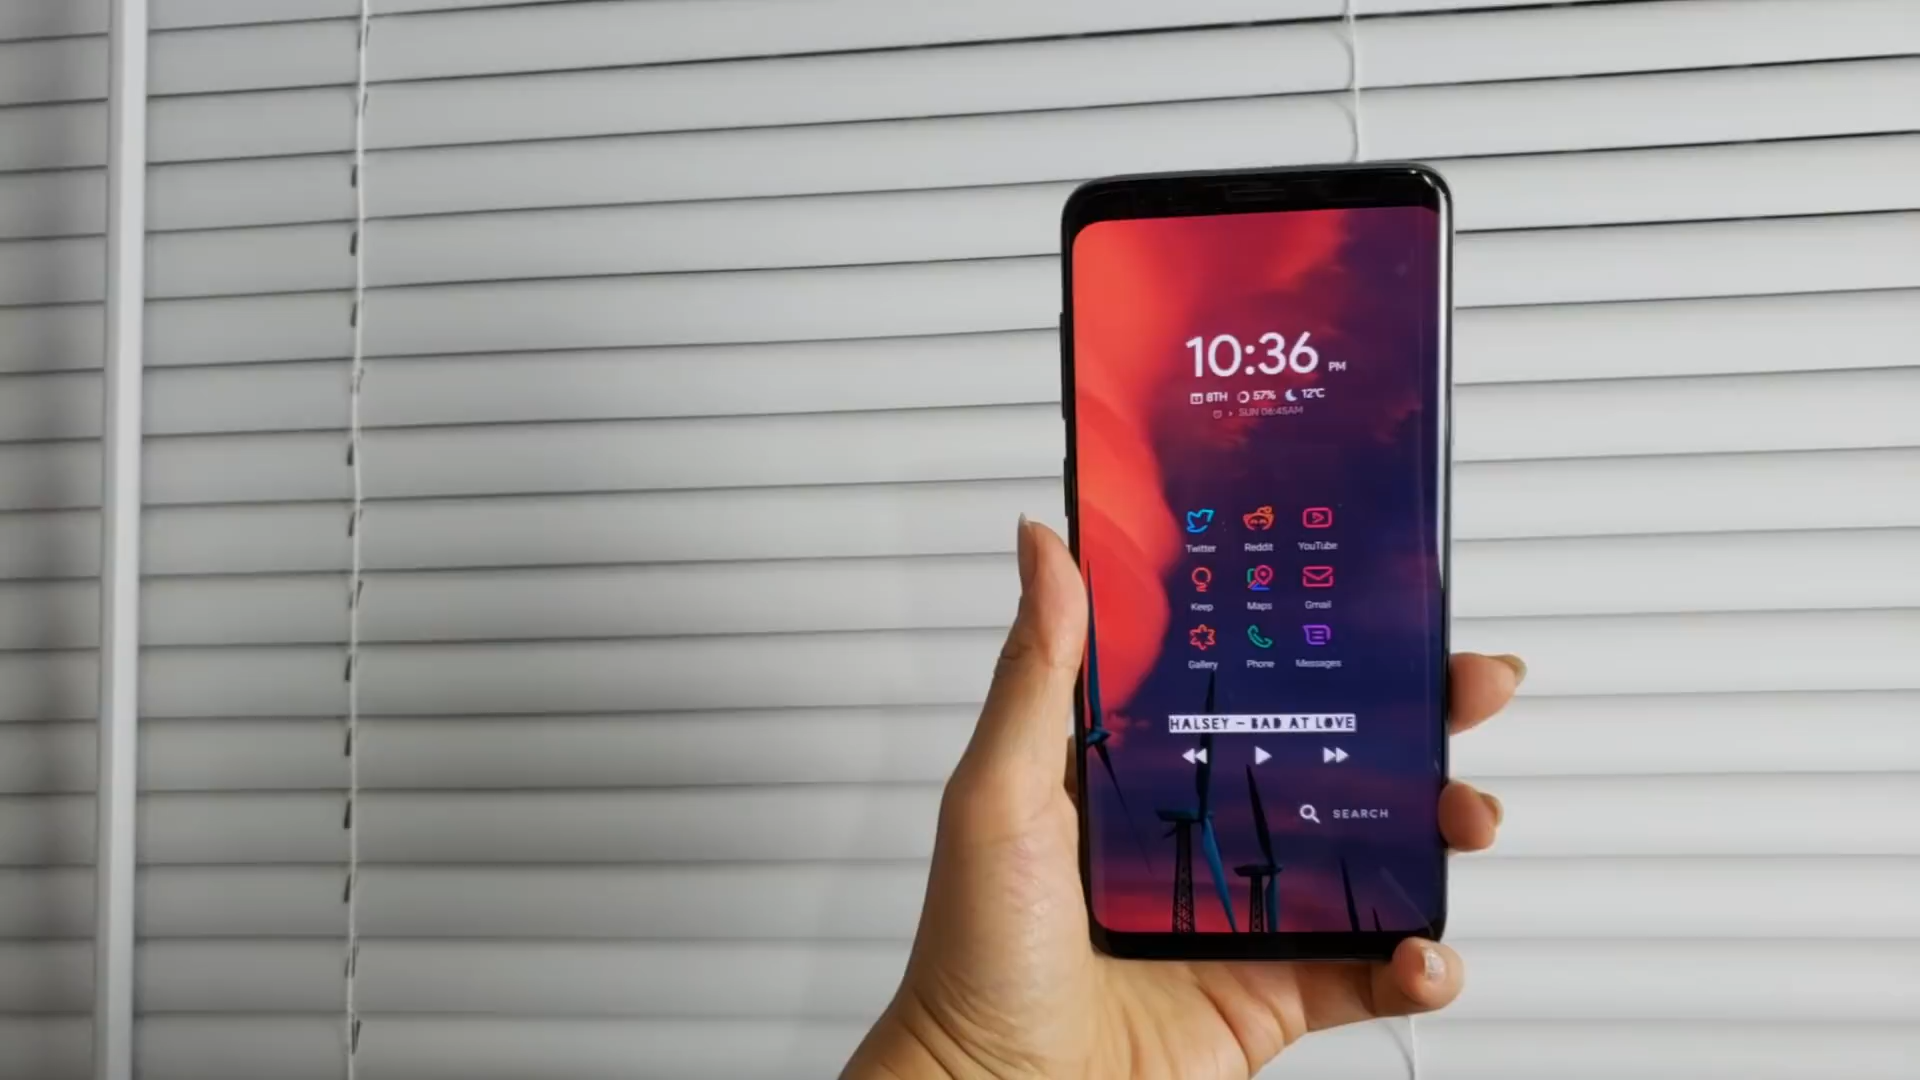 10:36 PM
8TH 57% 12°C
SUN 06:45AM
Twitter Reddit YouTube
Keep Maps Gmail
Gallery Phone Messages
HALSEY - BAD AT LOVE
SEARCH